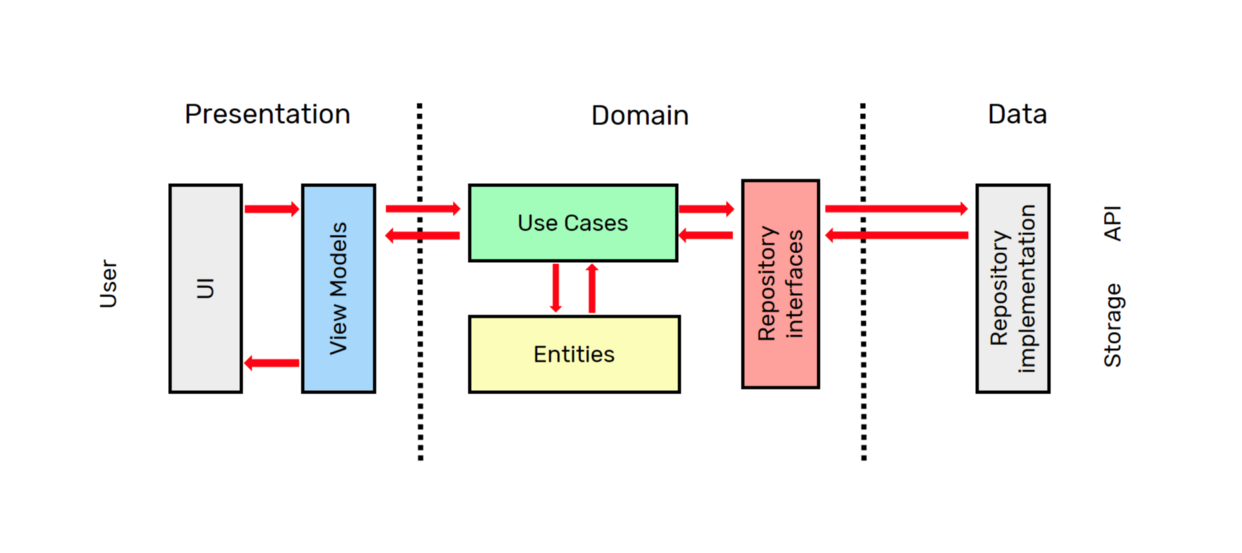 Presentation
Domain
Data
User
UI
View Models
Use Cases
Entities
Repository
interfaces
Repository
implementation
API
Storage